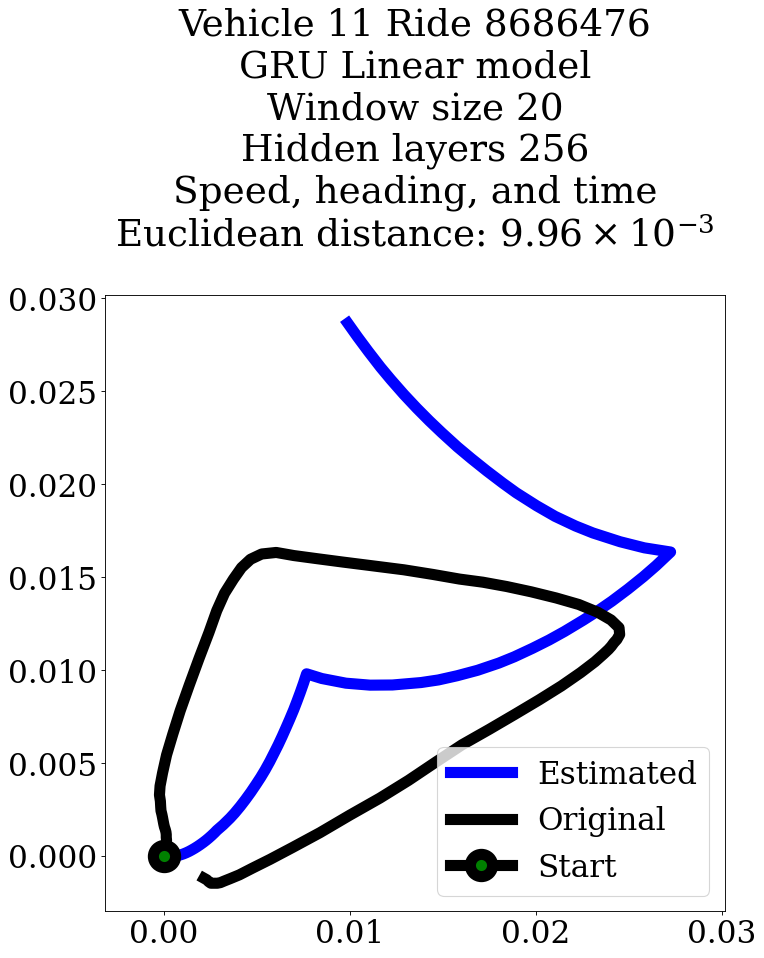 Vehicle 11 Ride 8686476
GRU Linear model
Window size 20
Hidden layers 256
Speed, heading, and time
Euclidean distance: 9.96 × 10⁻³
0.030
0.025
0.020
0.015
0.010
0.005
0.000
Estimated
Original
Start
0.00 0.01 0.02 0.03